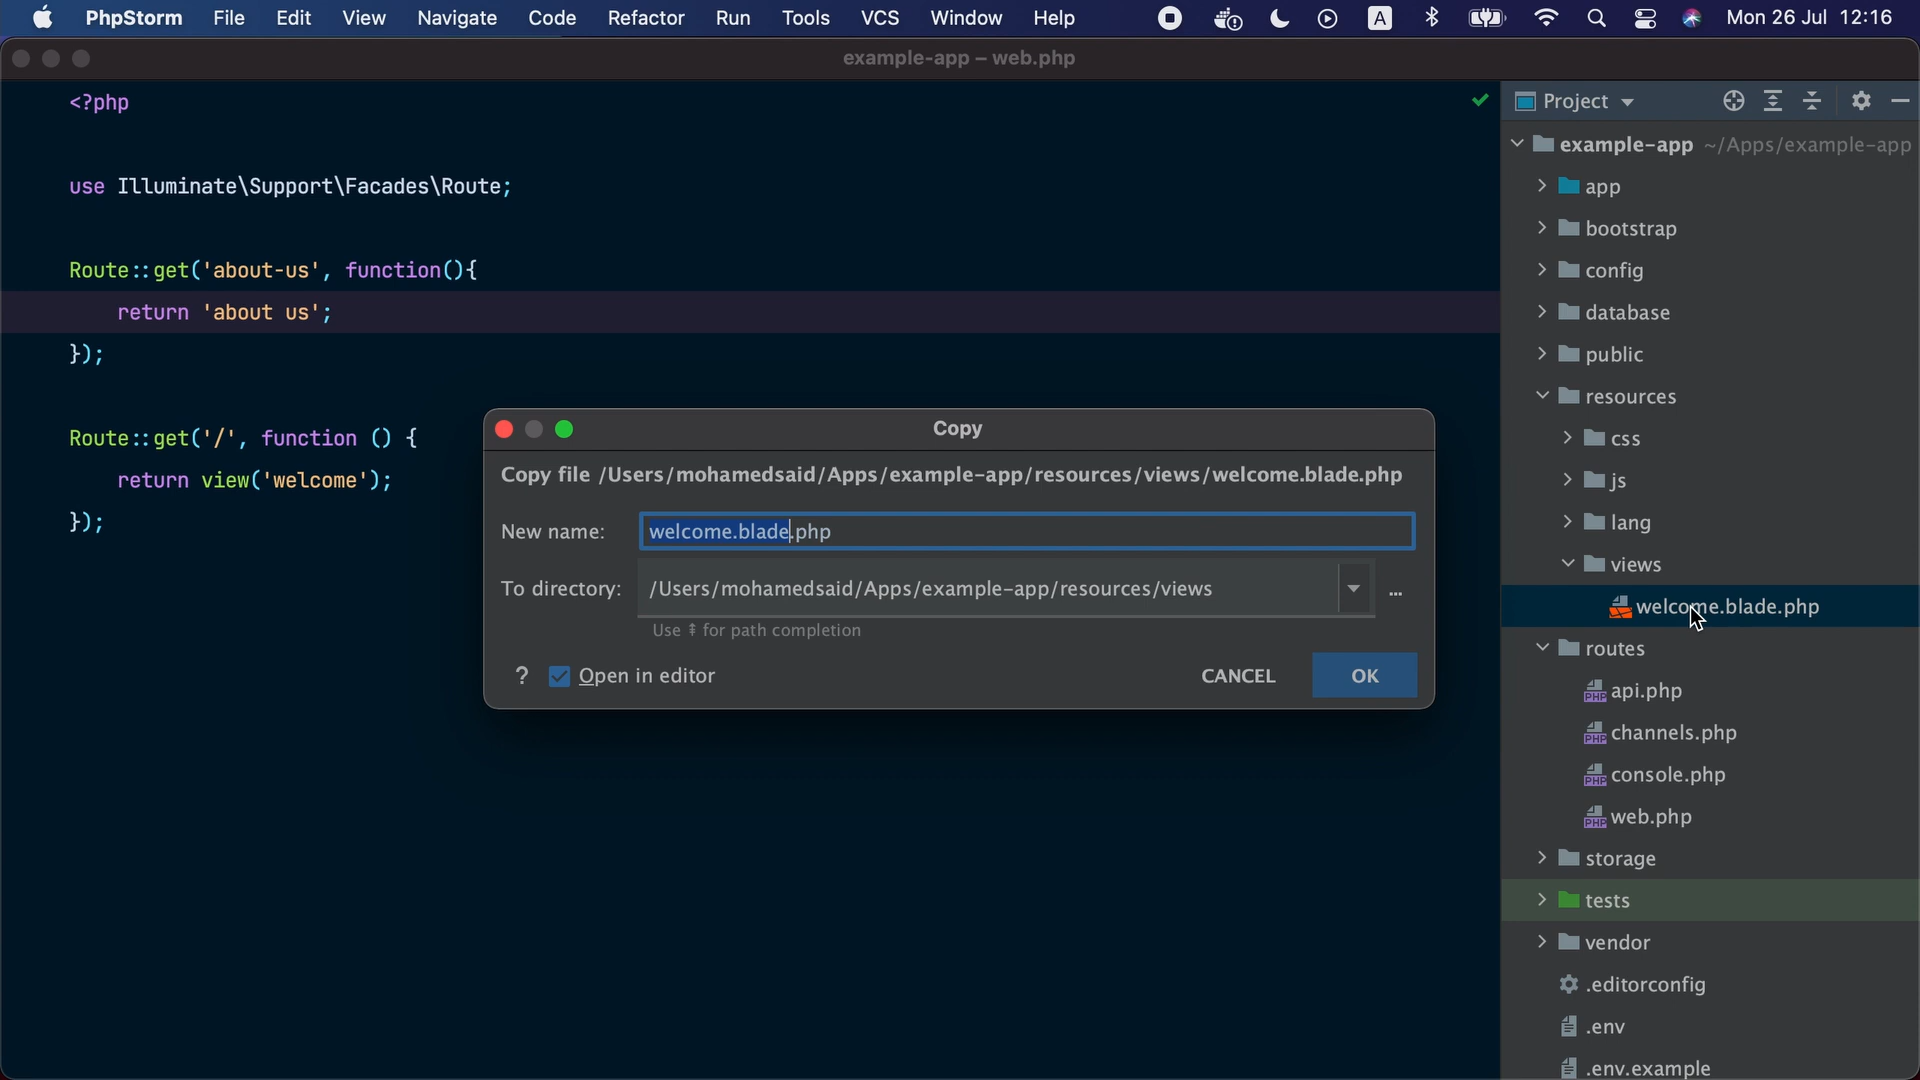 PhpStorm File Edit View Navigate Code Refactor Run Tools VCS Window Help A Mon 26 Jul 12:16
example-app – web.php
<?php
use Illuminate\Support\Facades\Route;
Route::get('about-us', function(){
return 'about us';
});
Route::get('/', function () {
return view('welcome');
});
Copy
Copy file /Users/mohamedsaid/Apps/example-app/resources/views/welcome.blade.php
New name: welcome.blade.php
To directory: /Users/mohamedsaid/Apps/example-app/resources/views ...
Use ⇞ for path completion
? Open in editor CANCEL OK
Project
example-app ~/Apps/example-app
app
bootstrap
config
database
public
resources
css
js
lang
views
welcome.blade.php
routes
PHP api.php
PHP channels.php
PHP console.php
PHP web.php
storage
tests
vendor
.editorconfig
.env
.env.example